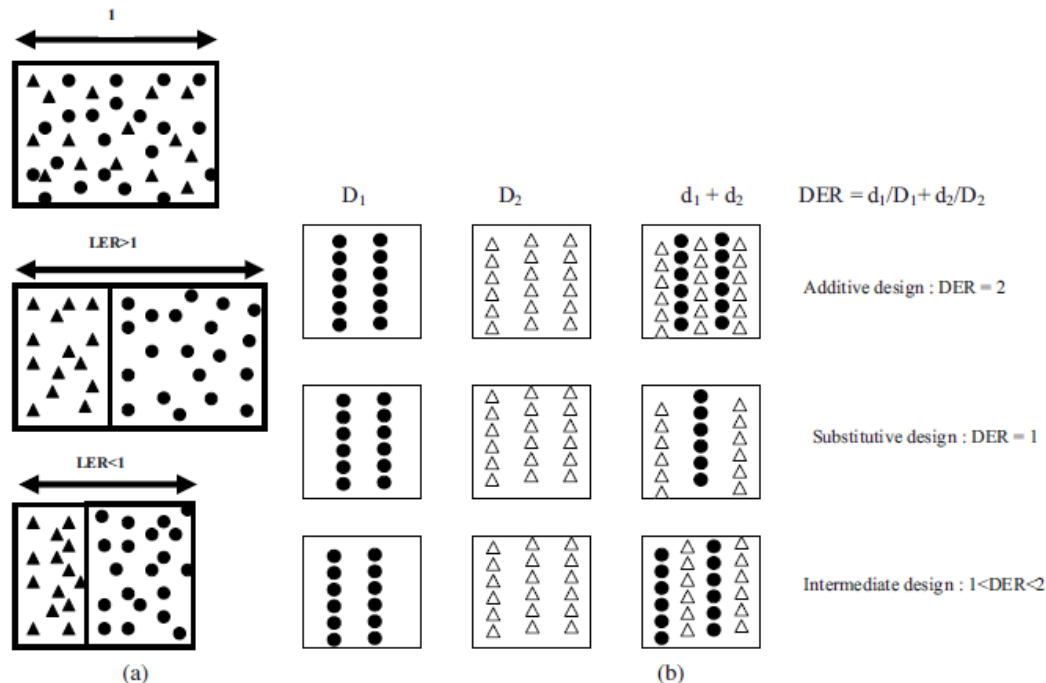 1
LER>1
LER<1
(a)
D₁ D₂ d₁ + d₂ DER = d₁/D₁+ d₂/D₂
Additive design : DER = 2
Substitutive design : DER = 1
Intermediate design : 1<DER<2
(b)